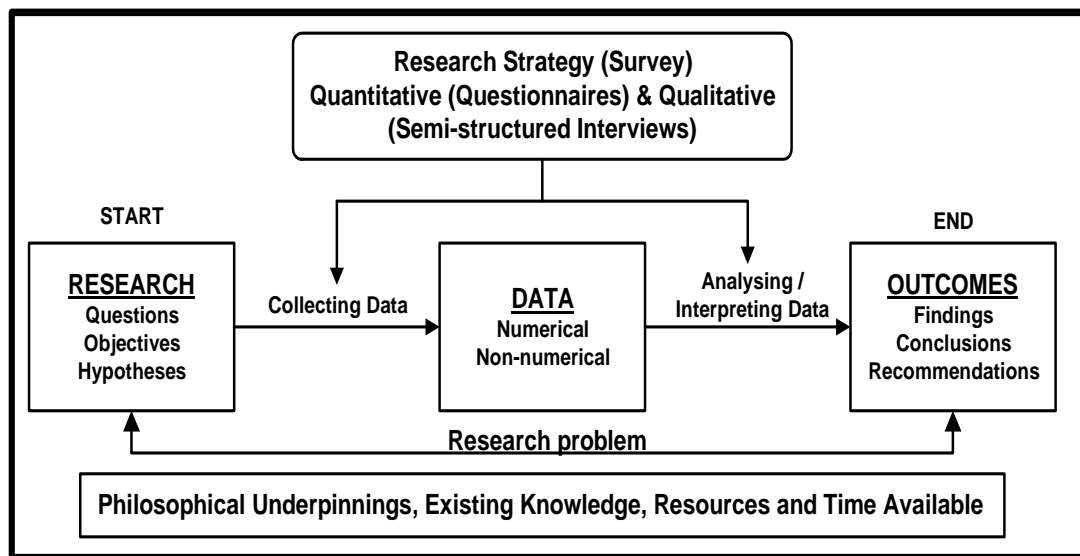 Research Strategy (Survey)
Quantitative (Questionnaires) & Qualitative
(Semi-structured Interviews)
START
END
RESEARCH
Questions
Objectives
Hypotheses
Collecting Data
DATA
Numerical
Non-numerical
Analysing /
Interpreting Data
OUTCOMES
Findings
Conclusions
Recommendations
Research problem
Philosophical Underpinnings, Existing Knowledge, Resources and Time Available